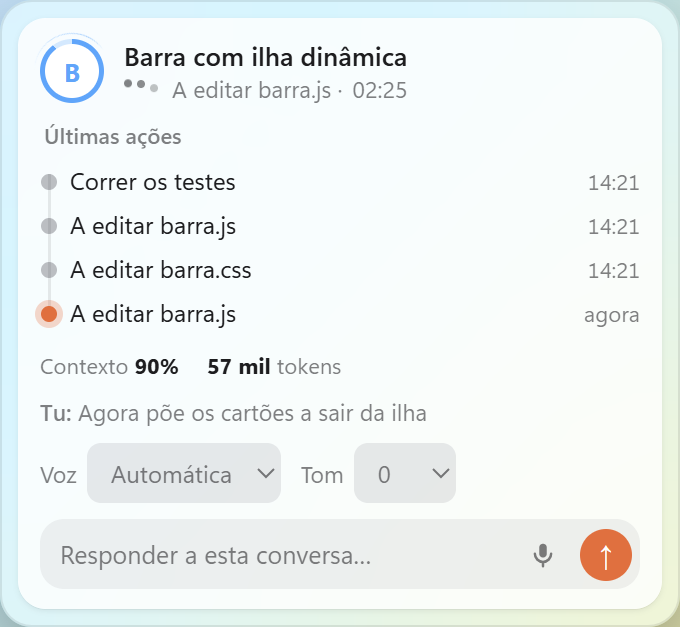 B
Barra com ilha dinâmica
A editar barra.js · 02:25
Últimas ações
Correr os testes 14:21
A editar barra.js 14:21
A editar barra.css 14:21
A editar barra.js agora
Contexto 90% 57 mil tokens
Tu: Agora põe os cartões a sair da ilha
Voz Automática Tom 0
Responder a esta conversa...